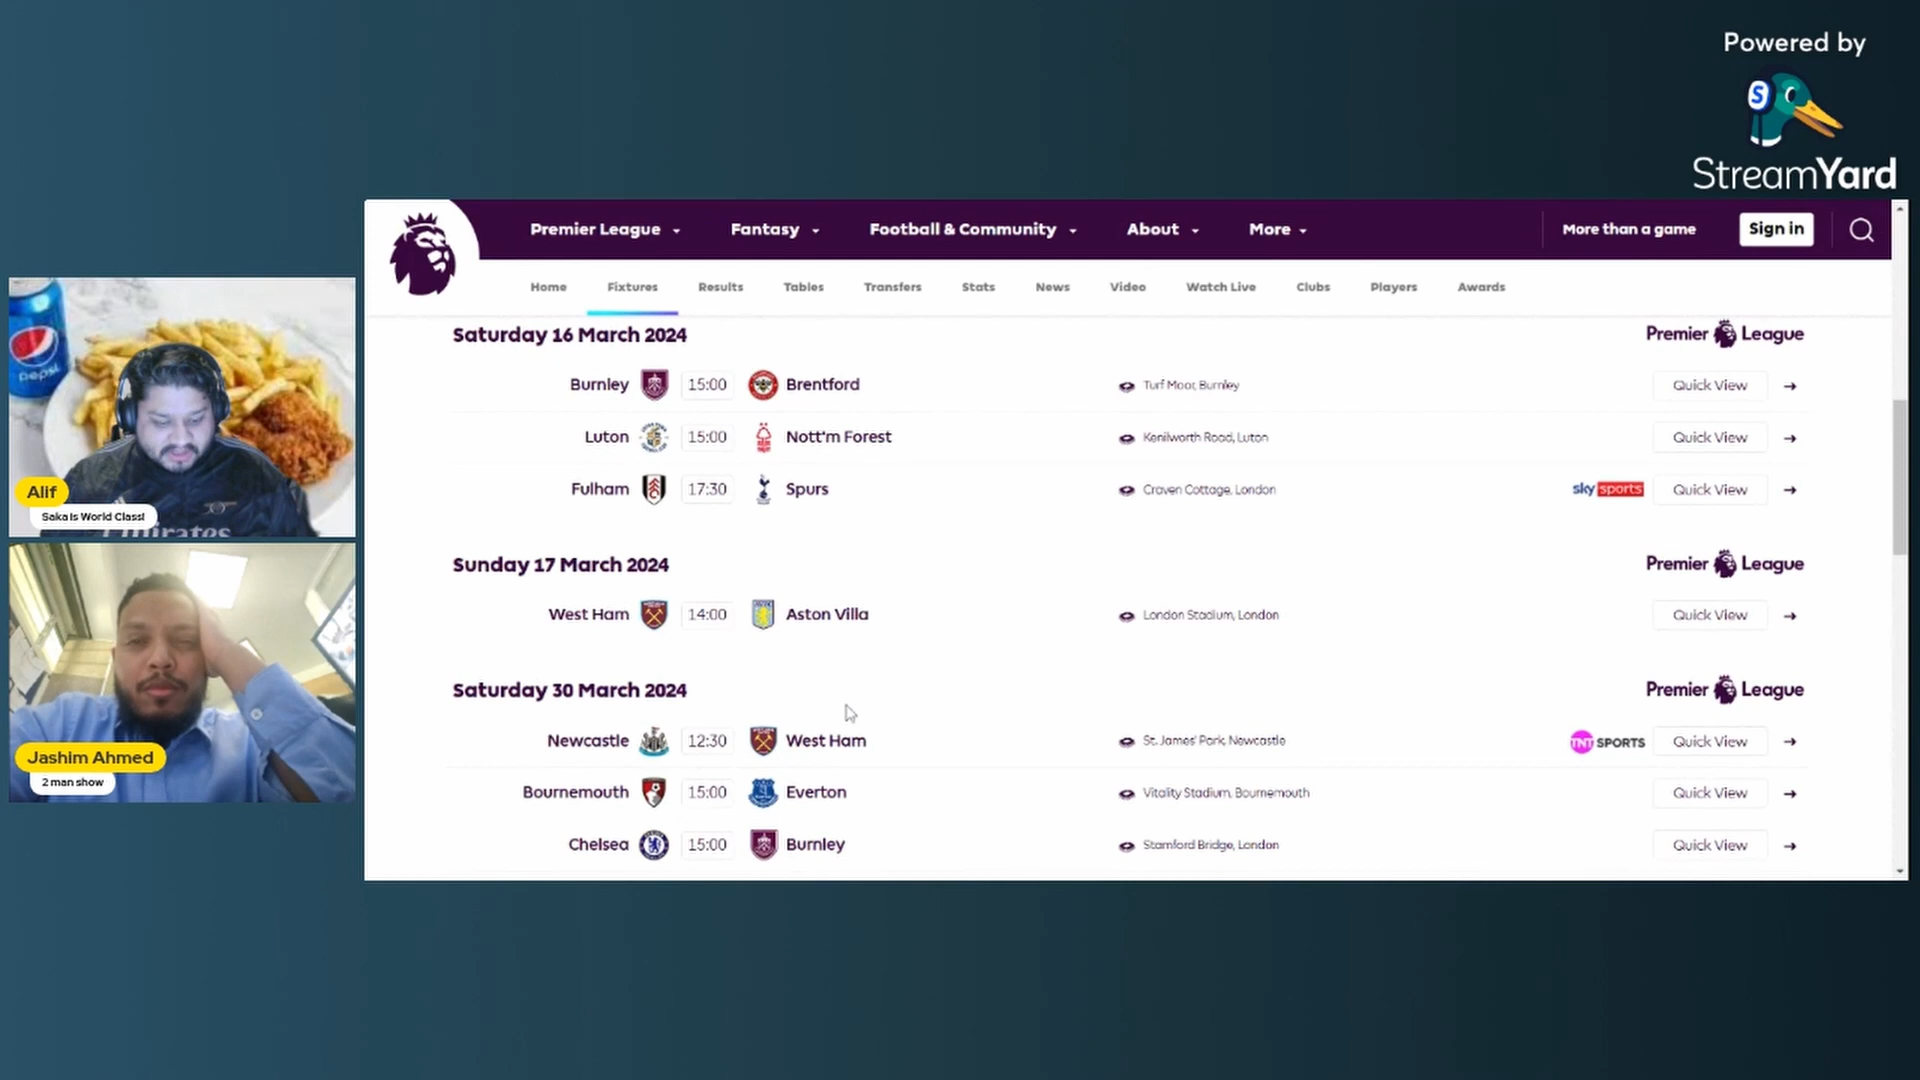 Powered by
StreamYard
Premier League Fantasy Football & Community About More More than a game Sign in
Home Fixtures Results Tables Transfers Stats News Video Watch Live Clubs Players Awards
Saturday 16 March 2024 Premier League
Burnley 15:00 Brentford Turf Moor, Burnley Quick View
Luton 15:00 Nott'm Forest Kenilworth Road, Luton Quick View
Fulham 17:30 Spurs Craven Cottage, London sky sports Quick View
Sunday 17 March 2024 Premier League
West Ham 14:00 Aston Villa London Stadium, London Quick View
Saturday 30 March 2024 Premier League
Newcastle 12:30 West Ham St. James' Park, Newcastle TNT SPORTS Quick View
Bournemouth 15:00 Everton Vitality Stadium, Bournemouth Quick View
Chelsea 15:00 Burnley Stamford Bridge, London Quick View
pepsi
Alif
Saka is World Class!
Emirates
Jashim Ahmed
2 man show